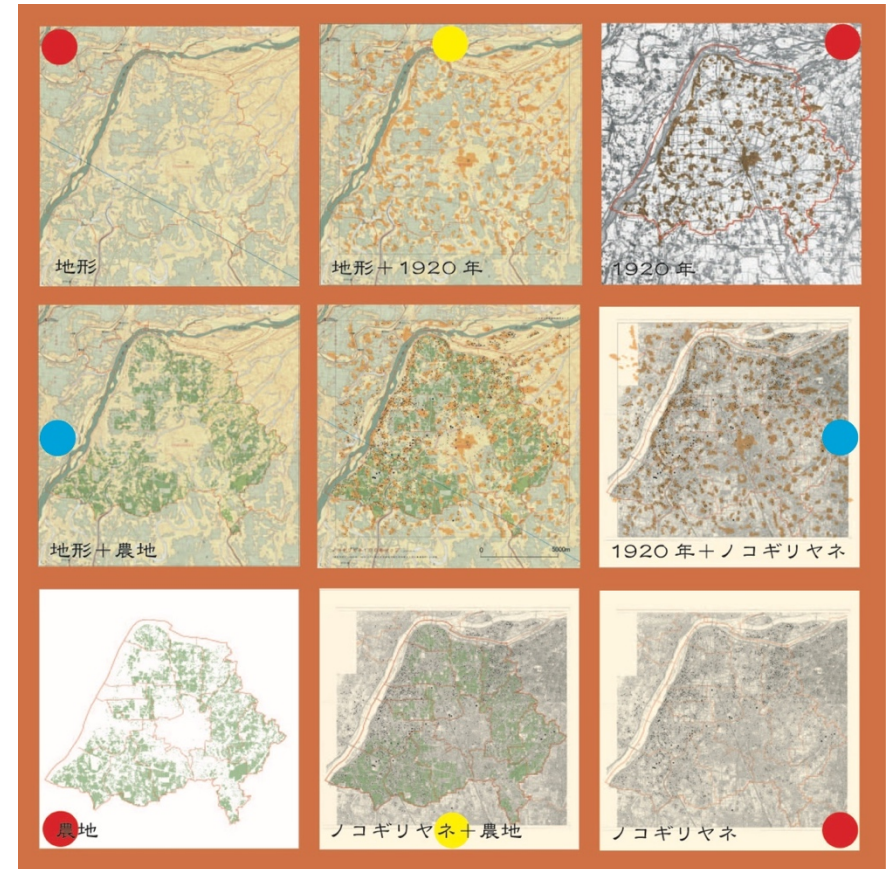 地形
地形＋1920年
1920年
地形＋農地
0 5000m
1920年＋ノコギリヤネ
農地
ノコギリヤネ＋農地
ノコギリヤネ